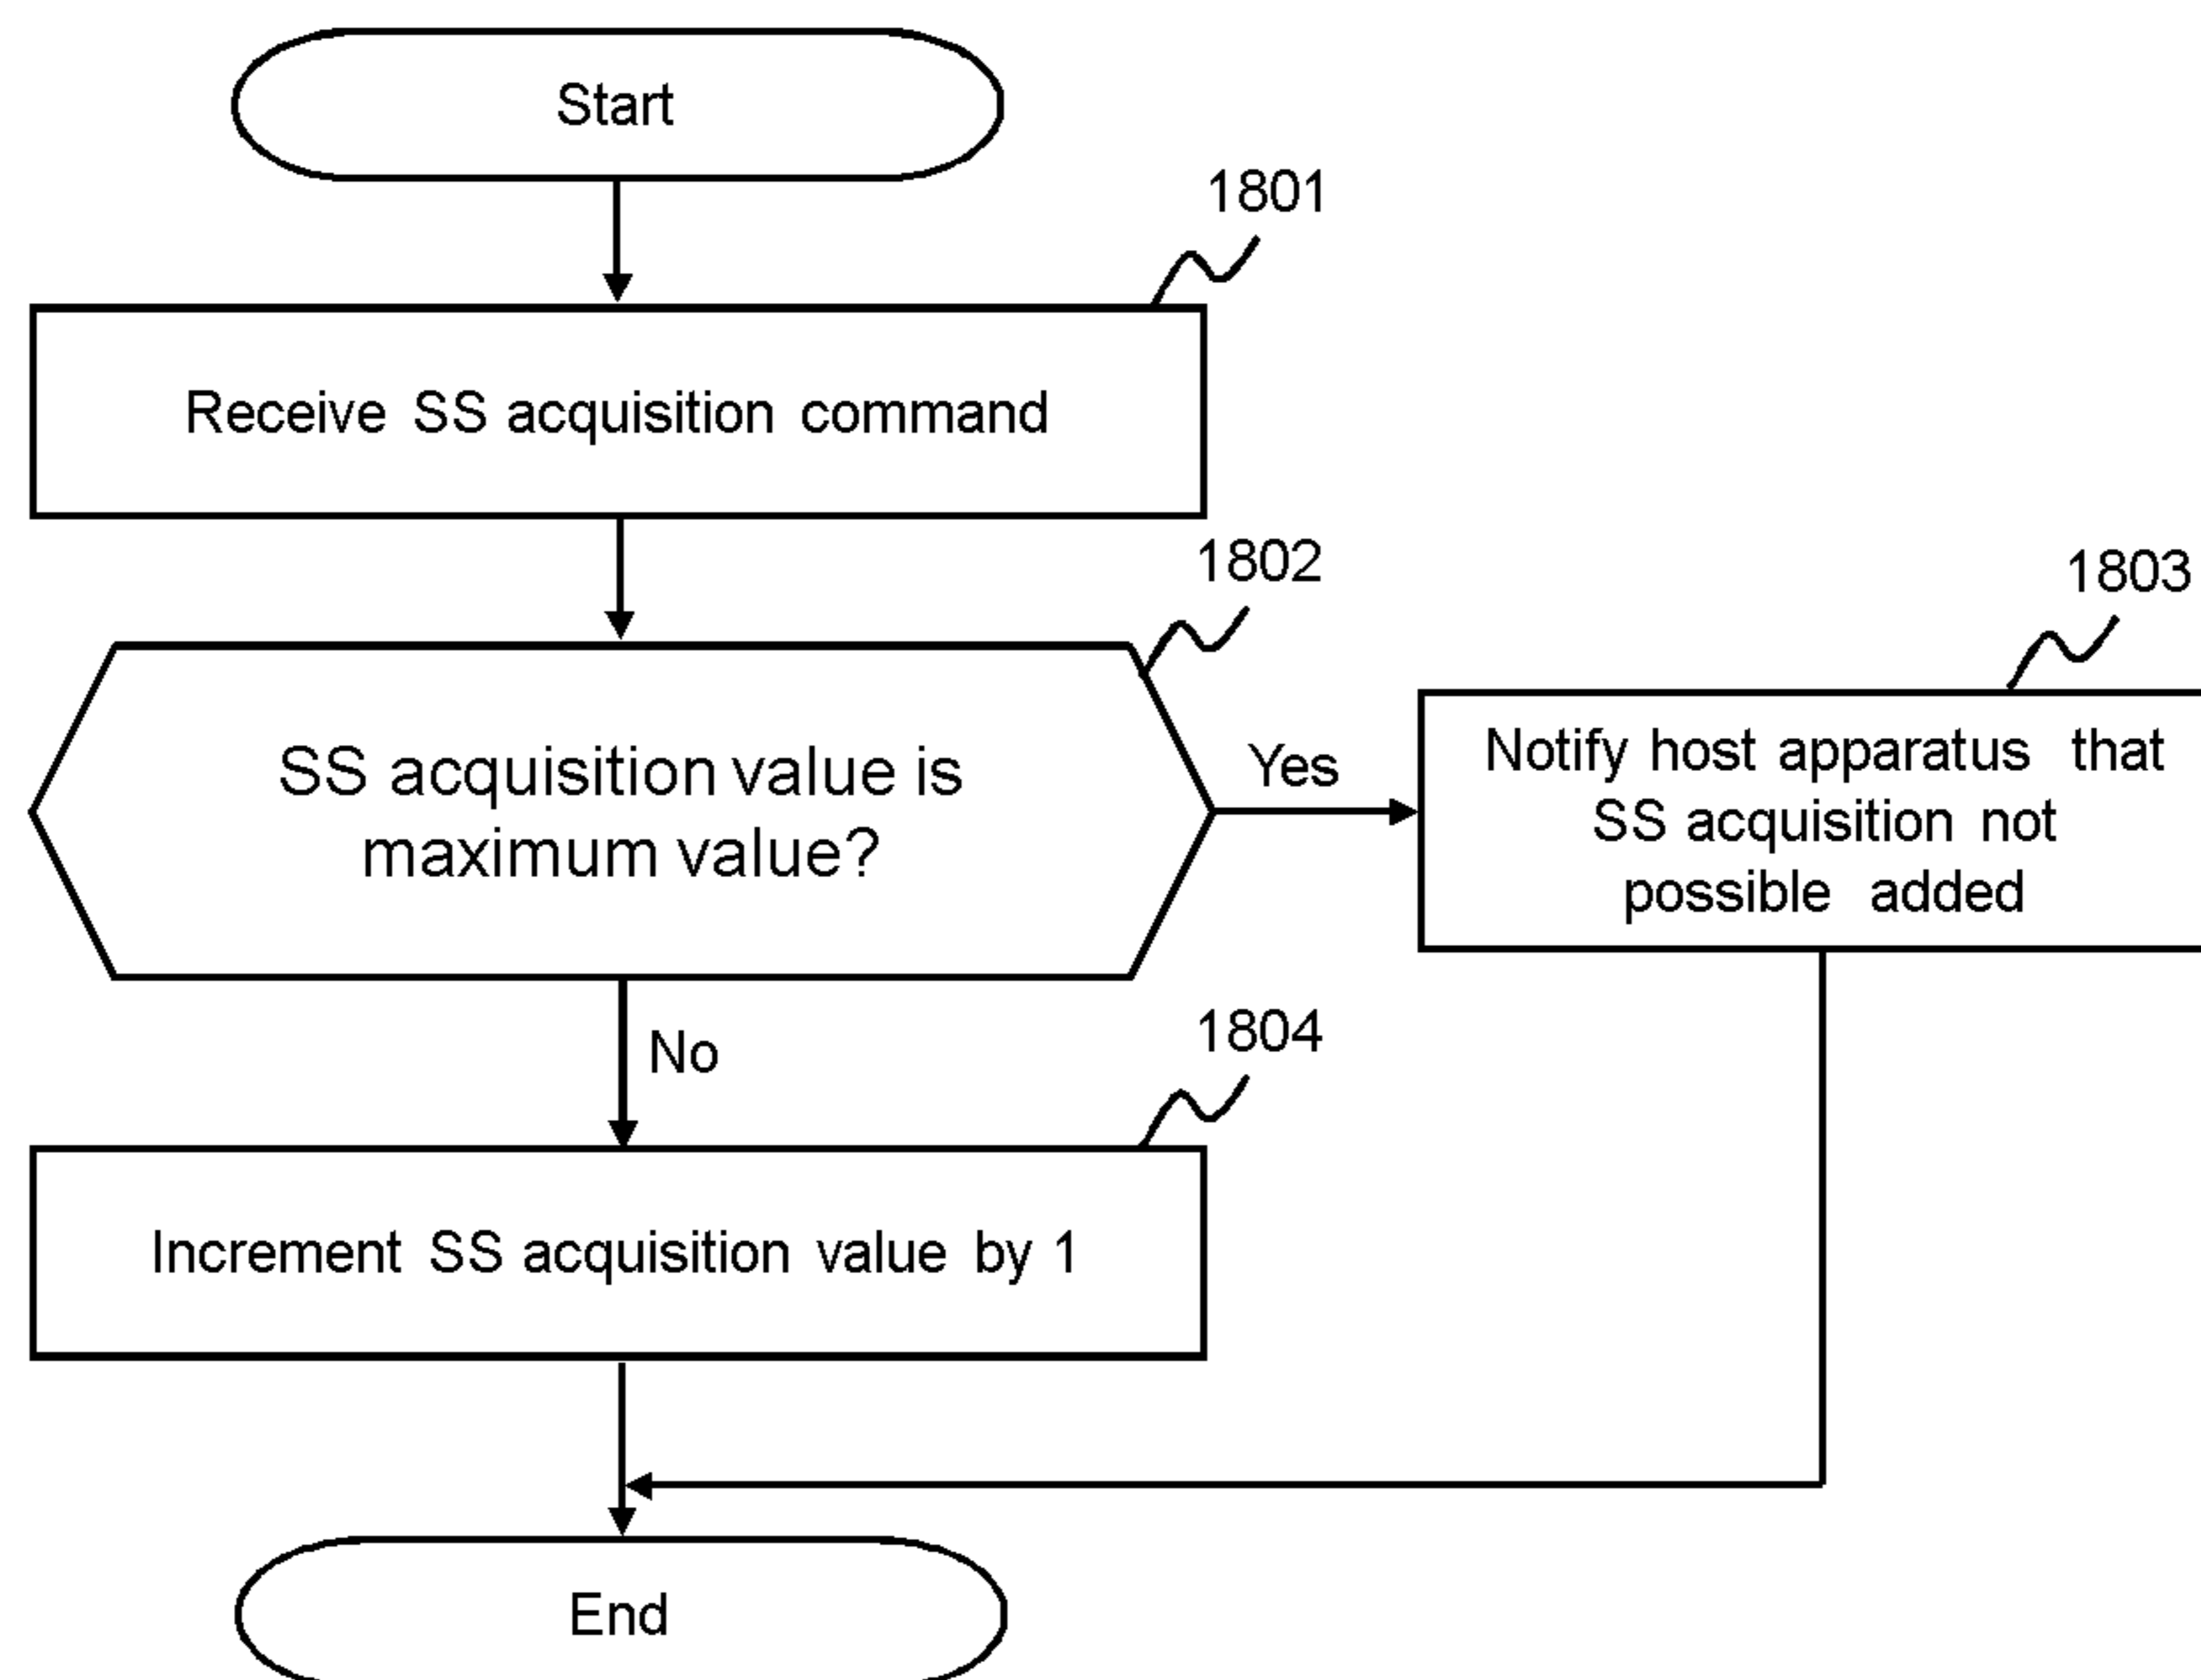 Start
1801
Receive SS acquisition command
1802
SS acquisition value is
maximum value?
Yes
1803
Notify host apparatus that
SS acquisition not
possible added
No
1804
Increment SS acquisition value by 1
End